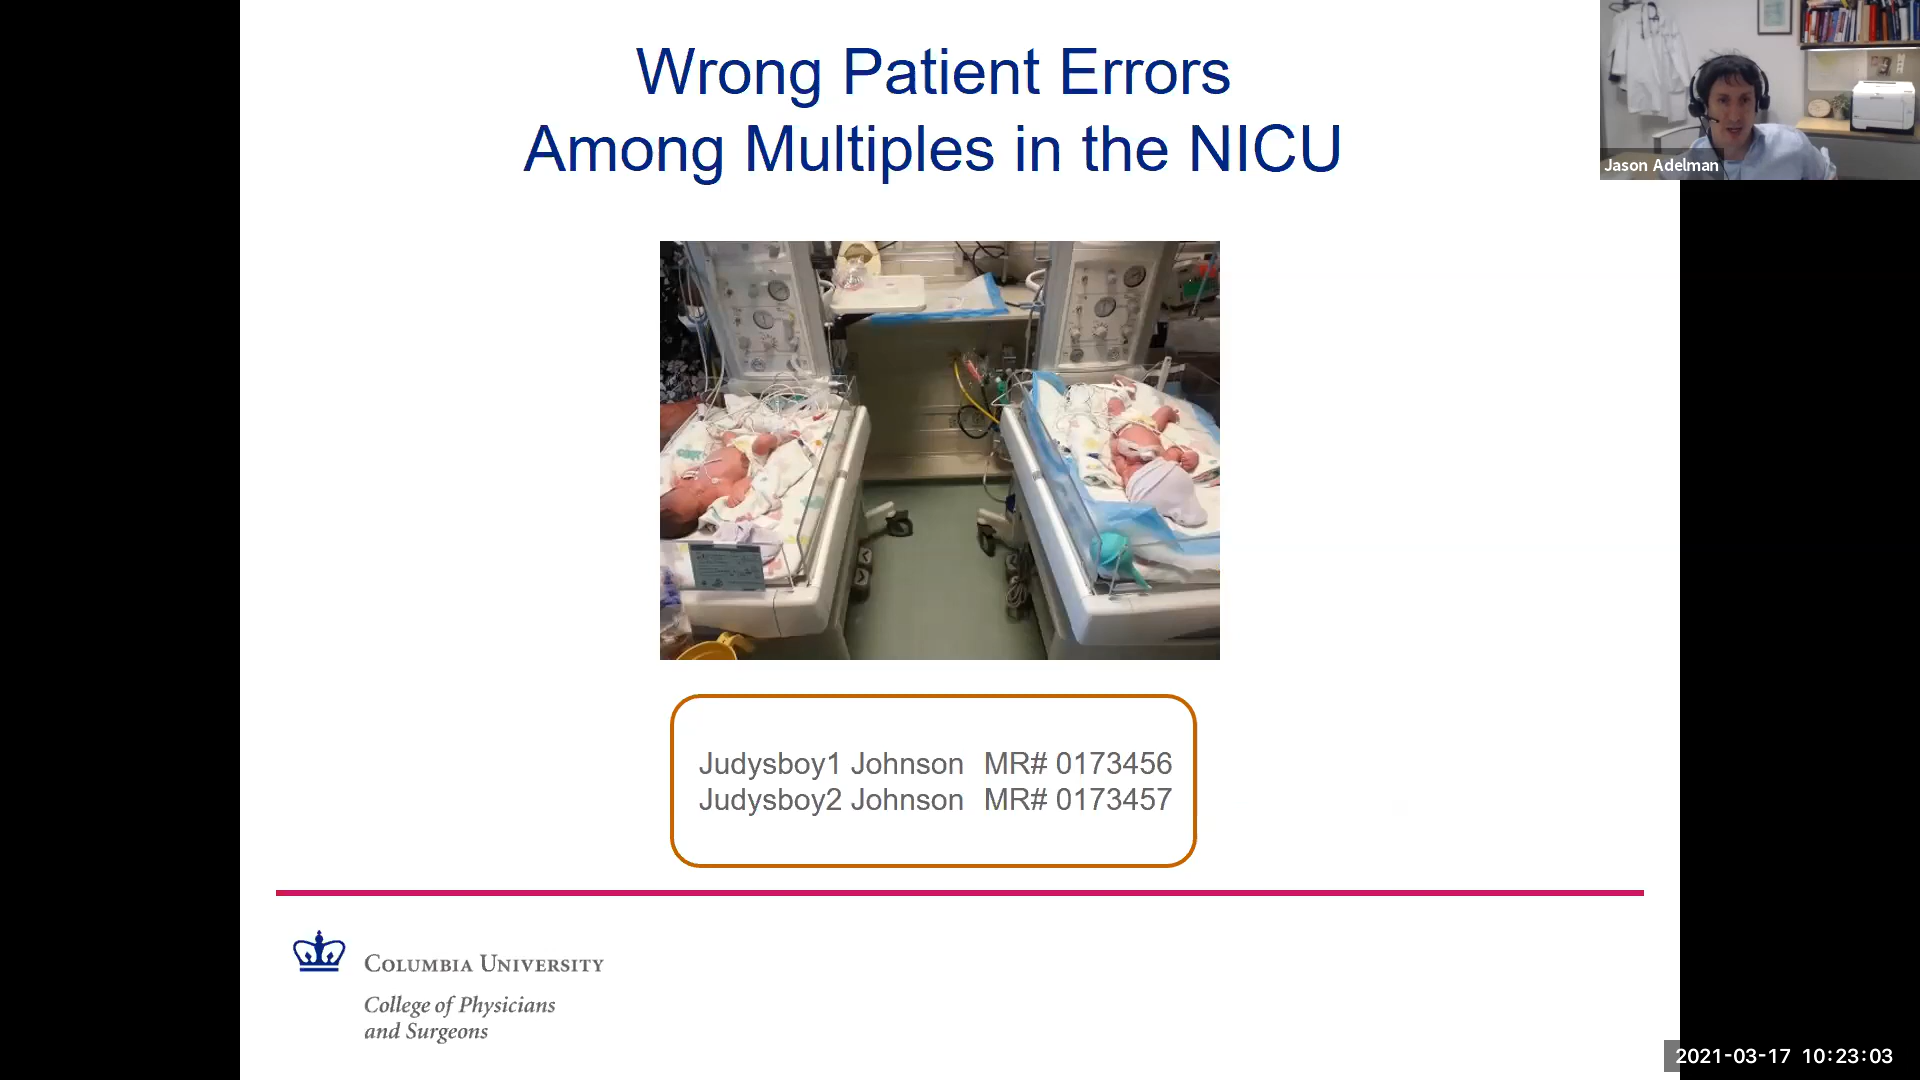 Wrong Patient Errors
Among Multiples in the NICU
Jason Adelman
Judysboy1 Johnson MR# 0173456
Judysboy2 Johnson MR# 0173457
COLUMBIA UNIVERSITY
College of Physicians
and Surgeons
2021-03-17 10:23:03